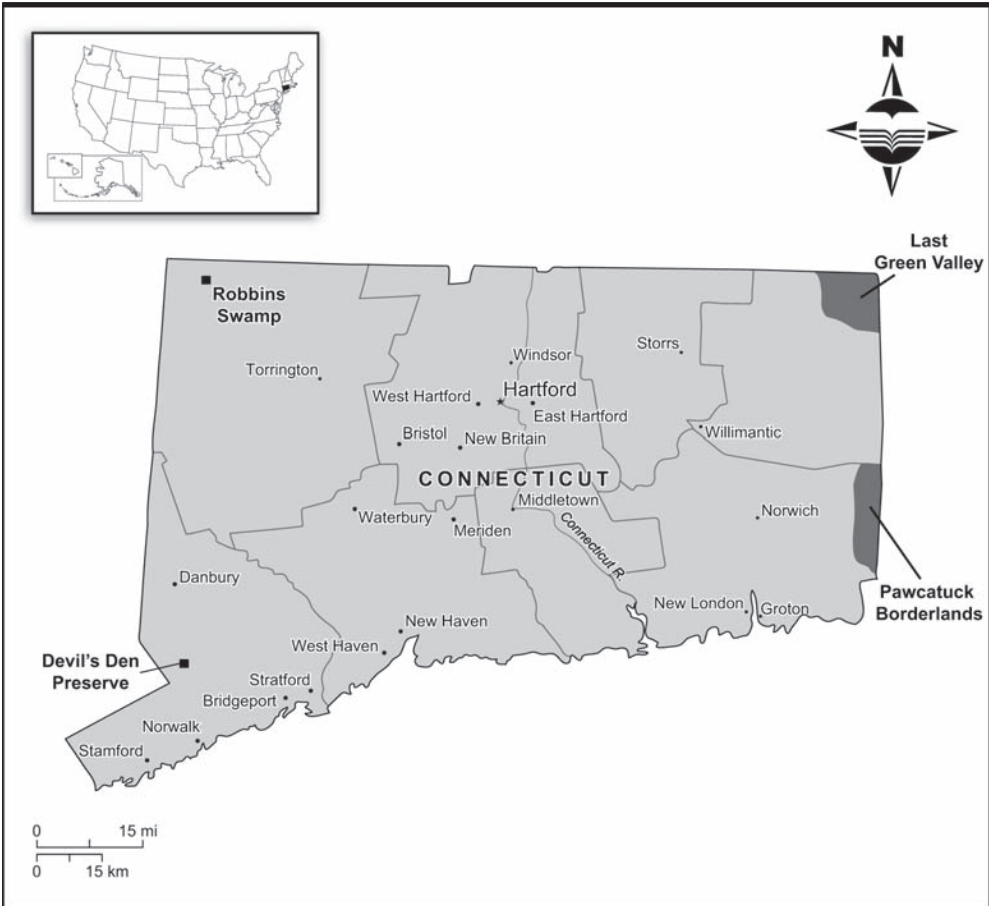 N
Last
Green Valley
Robbins
Swamp
Storrs
Windsor
Torrington
Hartford
West Hartford
East Hartford
Bristol
New Britain
Willimantic
CONNECTICUT
Middletown
Waterbury
Meriden
Norwich
Connecticut R.
Danbury
Pawcatuck
Borderlands
New London
Groton
New Haven
West Haven
Devil's Den
Preserve
Stratford
Bridgeport
Norwalk
Stamford
0 15 mi
0 15 km